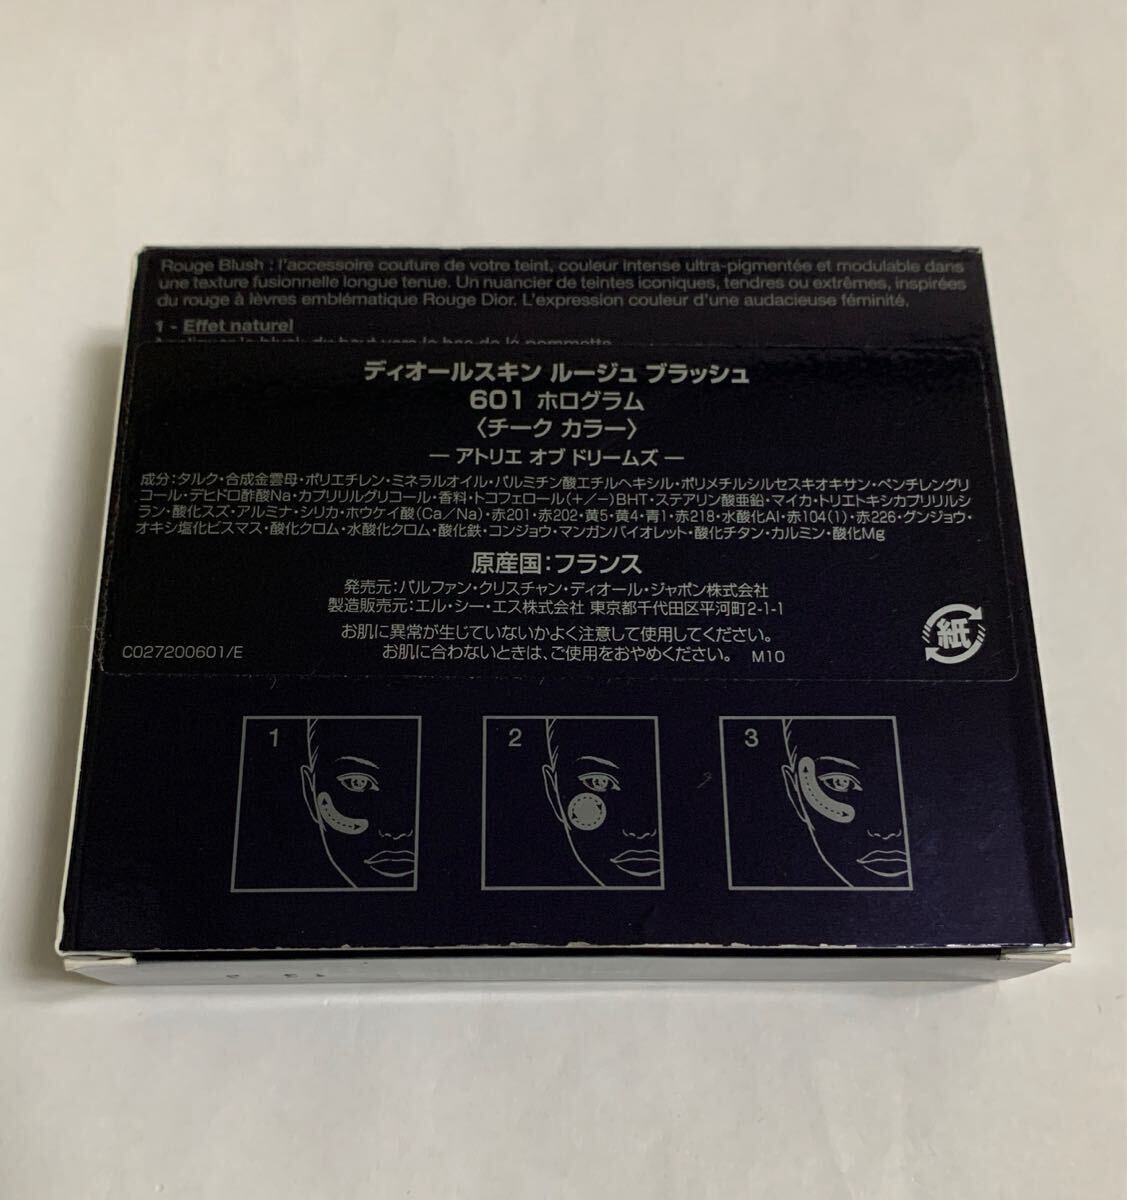 Rouge Blush : l'accessoire couture de votre teint, couleur intense ultra-pigmentée et modulable dans
une texture fusionnelle longue tenue. Un nuancier de teintes iconiques, tendres ou extrêmes, inspirées
du rouge à lèvres emblématique Rouge Dior. L'expression couleur d'une audacieuse féminité.
1 - Effet naturel
ディオールスキン ルージュ ブラッシュ
601 ホログラム
〈チーク カラー〉
— アトリエ オブ ドリームズ —
成分:タルク・合成金雲母・ポリエチレン・ミネラルオイル・パルミチン酸エチルヘキシル・ポリメチルシルセスキオキサン・ペンチレングリ
コール・デヒドロ酢酸Na・カプリリルグリコール・香料・トコフェロール(+/−)BHT・ステアリン酸亜鉛・マイカ・トリエトキシカプリリルシ
ラン・酸化スズ・アルミナ・シリカ・ホウケイ酸(Ca/Na)・赤201・赤202・黄5・黄4・青1・赤218・水酸化Al・赤104(1)・赤226・グンジョウ・
オキシ塩化ビスマス・酸化クロム・水酸化クロム・酸化鉄・コンジョウ・マンガンバイオレット・酸化チタン・カルミン・酸化Mg
原産国:フランス
発売元:パルファン・クリスチャン・ディオール・ジャポン株式会社
製造販売元:エル・シー・エス株式会社 東京都千代田区平河町2-1-1
お肌に異常が生じていないかよく注意して使用してください。
お肌に合わないときは、ご使用をおやめください。 M10
C027200601/E
紙
1
2
3